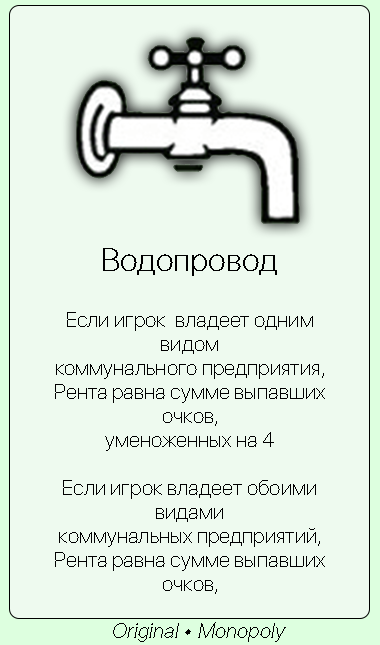 Водопровод
Если игрок владеет одним
видом
коммунального предприятия,
Рента равна сумме выпавших
очков,
уменоженных на 4
Если игрок владеет обоими
видами
коммунальных предприятий,
Рента равна сумме выпавших
очков,
Original • Monopoly